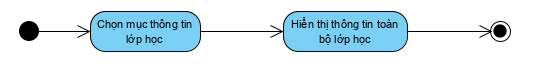 Chọn mục thông tin
lớp học
Hiển thị thông tin toàn
bộ lớp học